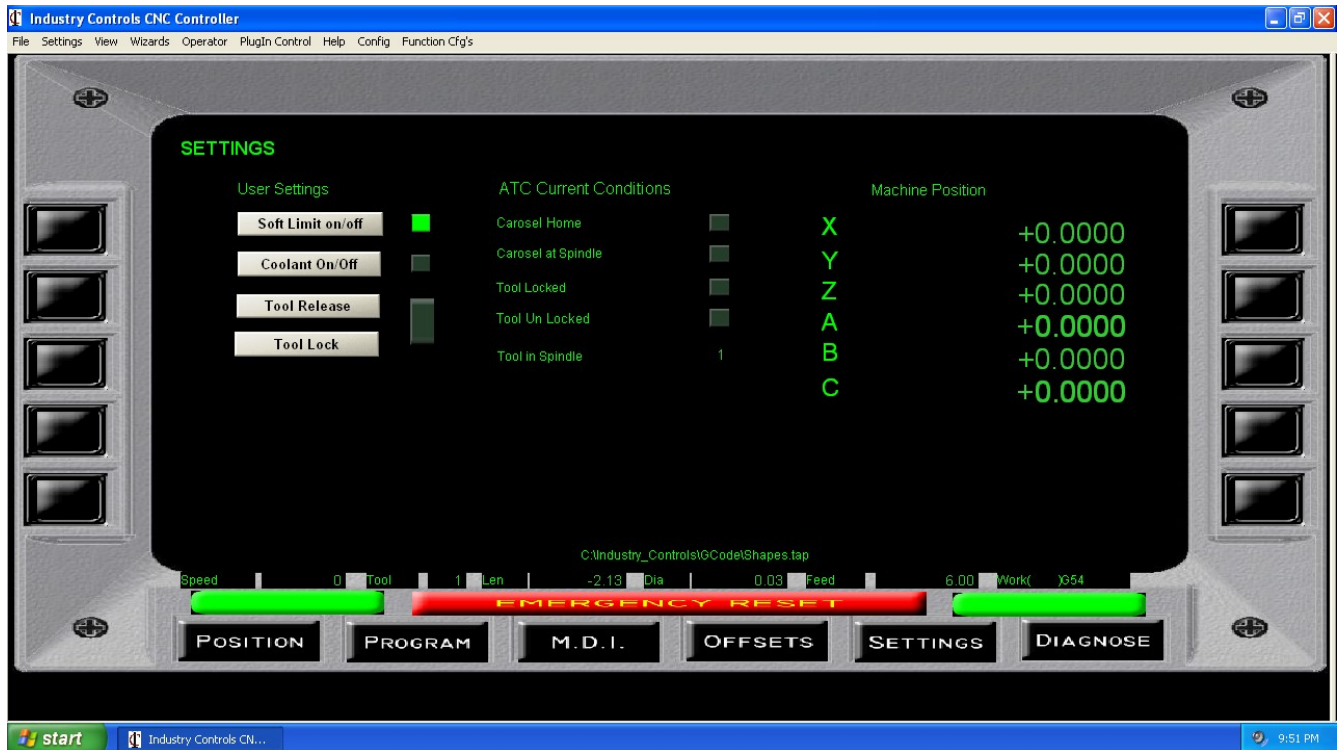 Industry Controls CNC Controller
File Settings View Wizards Operator PlugIn Control Help Config Function Cfg's
SETTINGS
User Settings
Soft Limit on/off
Coolant On/Off
Tool Release
Tool Lock
ATC Current Conditions
Carosel Home
Carosel at Spindle
Tool Locked
Tool Un Locked
Tool in Spindle 1
Machine Position
X +0.0000
Y +0.0000
Z +0.0000
A +0.0000
B +0.0000
C +0.0000
C:\Industry_Controls\GCode\Shapes.tap
Speed 0 Tool 1 Len -2.13 Dia 0.03 Feed 6.00 Work( )G54
EMERGENCY RESET
POSITION PROGRAM M.D.I. OFFSETS SETTINGS DIAGNOSE
start Industry Controls CN... 9:51 PM